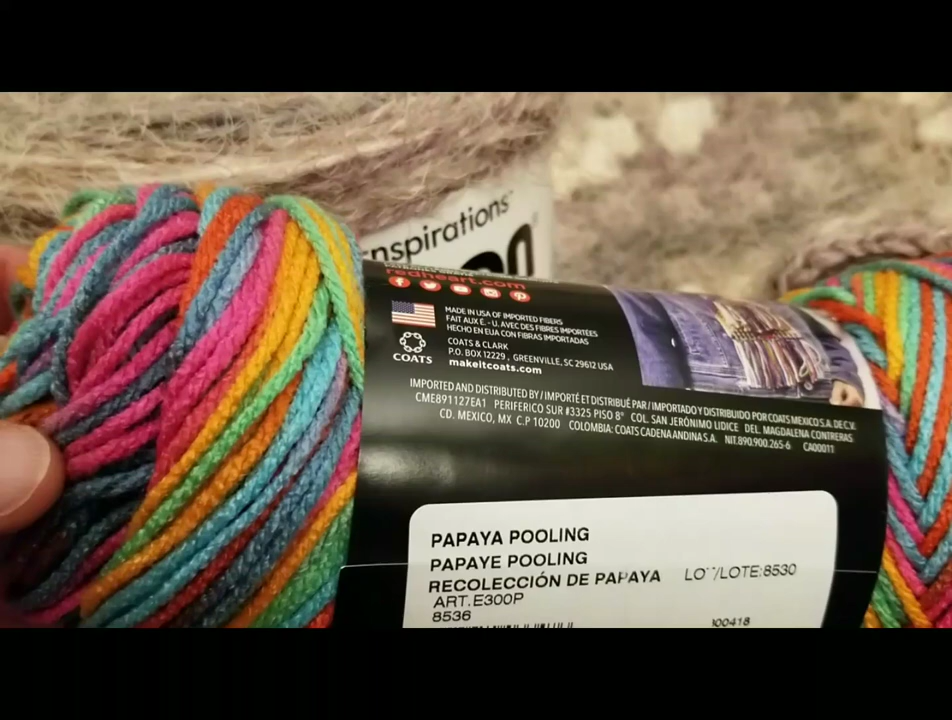 nspirations
redheart.com
MADE IN USA OF IMPORTED FIBERS
FAIT AUX É. - U. AVEC DES FIBRES IMPORTÉES
HECHO EN EUA CON FIBRAS IMPORTADAS
COATS
COATS & CLARK
P.O. BOX 12229 , GREENVILLE, SC 29612 USA
makeitcoats.com
IMPORTED AND DISTRIBUTED BY / IMPORTÉ ET DISTRIBUÉ PAR / IMPORTADO Y DISTRIBUIDO POR COATS MEXICO S.A. DE C.V.
CME891127EA1 PERIFERICO SUR #3325 PISO 8° COL. SAN JERÓNIMO LIDICE DEL. MAGDALENA CONTRERAS
CD. MEXICO, MX C.P 10200 COLOMBIA: COATS CADENA ANDINA S.A. NIT.890.900.265-6 CA00011
PAPAYA POOLING
PAPAYE POOLING
RECOLECCIÓN DE PAPAYA
/LOTE:8530
ART.E300P
8536
100418